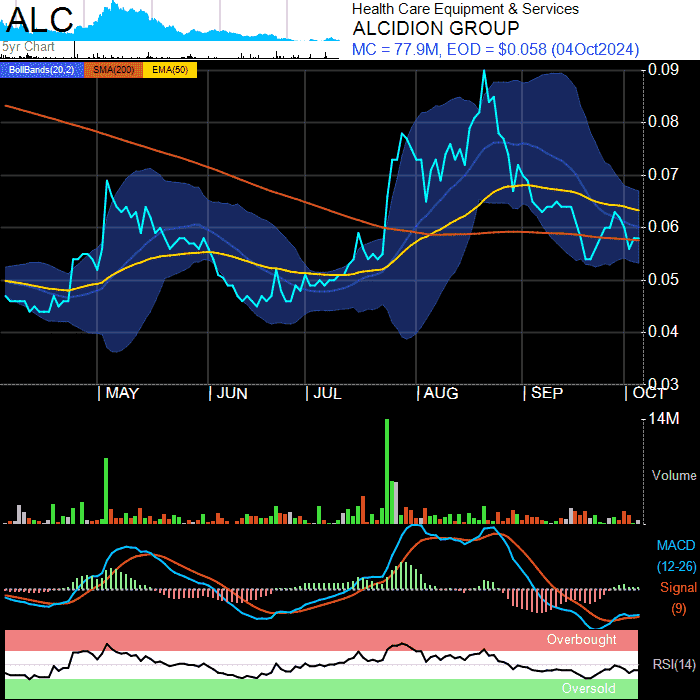 ALC
5yr Chart
Health Care Equipment & Services
ALCIDION GROUP
MC = 77.9M, EOD = $0.058 (04Oct2024)
BollBands(20,2) SMA(200) EMA(50)
0.09
0.08
0.07
0.06
0.05
0.04
0.03
MAY JUN JUL AUG SEP OCT
14M
Volume
MACD
(12-26)
Signal
(9)
Overbought
RSI(14)
Oversold